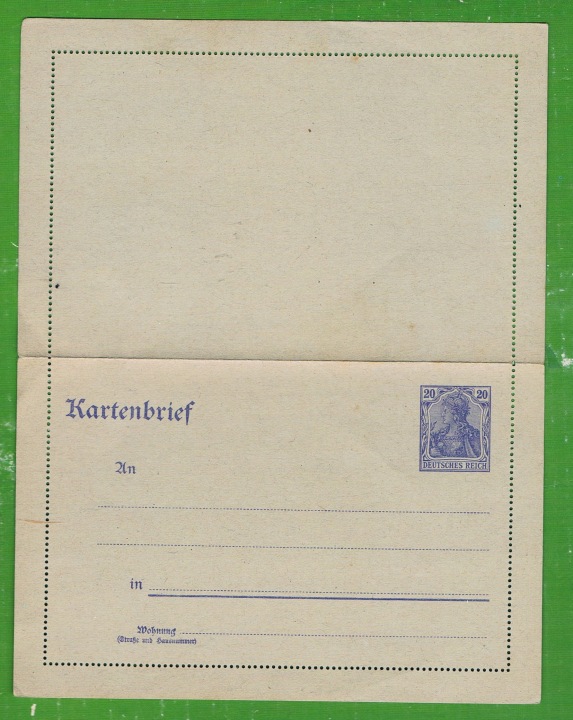 Kartenbrief
20 20
DEUTSCHES REICH
An
in
Wohnung
(Straße und Hausnummer)